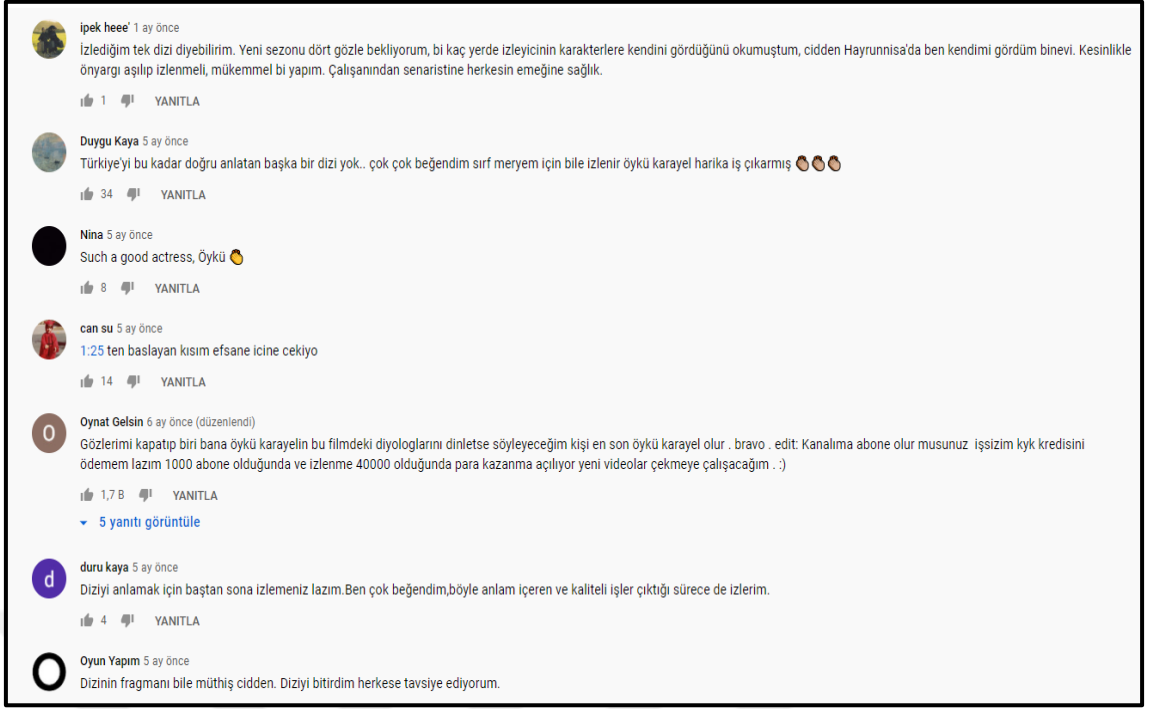 ipek heee' 1 ay önce
İzlediğim tek dizi diyebilirim. Yeni sezonu dört gözle bekliyorum, bi kaç yerde izleyicinin karakterlere kendini gördüğünü okumuştum, cidden Hayrunnisa'da ben kendimi gördüm binevi. Kesinlikle
önyargı aşılıp izlenmeli, mükemmel bi yapım. Çalışanından senaristine herkesin emeğine sağlık.
1 YANITLA
Duygu Kaya 5 ay önce
Türkiye'yi bu kadar doğru anlatan başka bir dizi yok.. çok çok beğendim sırf meryem için bile izlenir öykü karayel harika iş çıkarmış 👏🏽👏🏽👏🏽
34 YANITLA
Nina 5 ay önce
Such a good actress, Öykü 👏
8 YANITLA
can su 5 ay önce
1:25 ten baslayan kısım efsane icine cekiyo
14 YANITLA
O
Oynat Gelsin 6 ay önce (düzenlendi)
Gözlerimi kapatıp biri bana öykü karayelin bu filmdeki diyologlarını dinletse söyleyeceğim kişi en son öykü karayel olur . bravo . edit: Kanalıma abone olur musunuz işsizim kyk kredisini
ödemem lazım 1000 abone olduğunda ve izlenme 40000 olduğunda para kazanma açılıyor yeni videolar çekmeye çalışacağım . :)
1,7 B YANITLA
5 yanıtı görüntüle
d
duru kaya 5 ay önce
Diziyi anlamak için baştan sona izlemeniz lazım.Ben çok beğendim,böyle anlam içeren ve kaliteli işler çıktığı sürece de izlerim.
4 YANITLA
Oyun Yapım 5 ay önce
Dizinin fragmanı bile müthiş cidden. Diziyi bitirdim herkese tavsiye ediyorum.